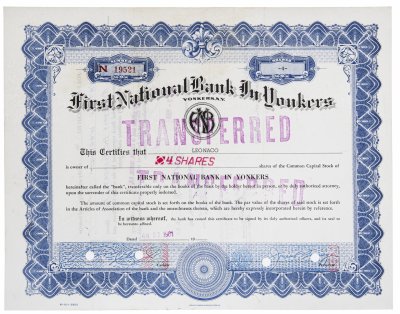 N 19521
First National Bank In Yonkers
YONKERS, N.Y.
TRANSFERRED
This Certifies that LEO NACO
04 SHARES
is owner of shares of the Common Capital Stock of
FIRST NATIONAL BANK IN YONKERS
hereinafter called the "bank", transferable only on the books of the bank by the holder hereof in person, or by duly authorized attorney,
upon the surrender of this certificate properly indorsed.
The amount of common capital stock is set forth on the books of the bank. The par value of the shares of said stock is set forth
in the Articles of Association of the bank and the amendments thereto, which are hereby expressly incorporated herein by reference.
In witness whereof, the bank has caused this certificate to be signed by its duly authorized officers, and its seal to
be hereunto affixed.
Dated
19